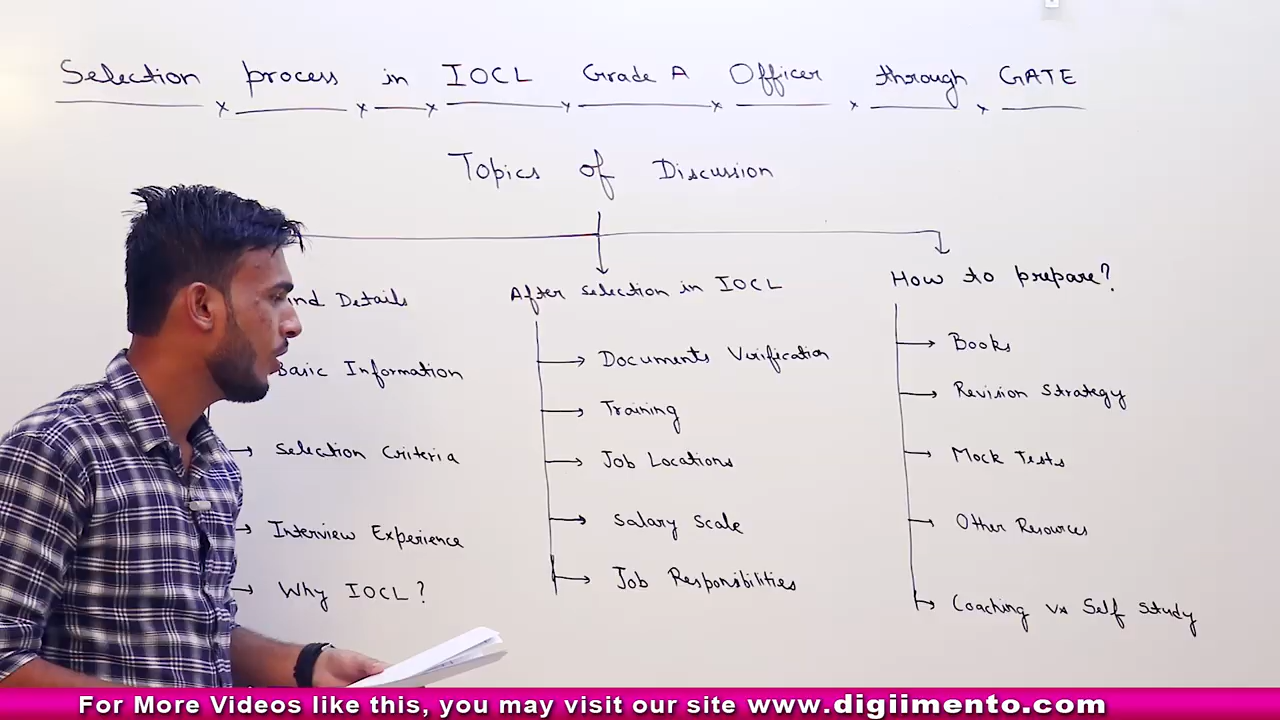 Selection process in IOCL Grade A Officer through GATE
Topics of Discussion
nd Details
Basic Information
Selection Criteria
Interview Experience
Why IOCL?
After selection in IOCL
Documents Verification
Training
Job Locations
Salary Scale
Job Responsibilities
How to prepare?
Books
Revision Strategy
Mock Tests
Other Resources
Coaching vs Self Study
For More Videos like this, you may visit our site www.digiimento.com